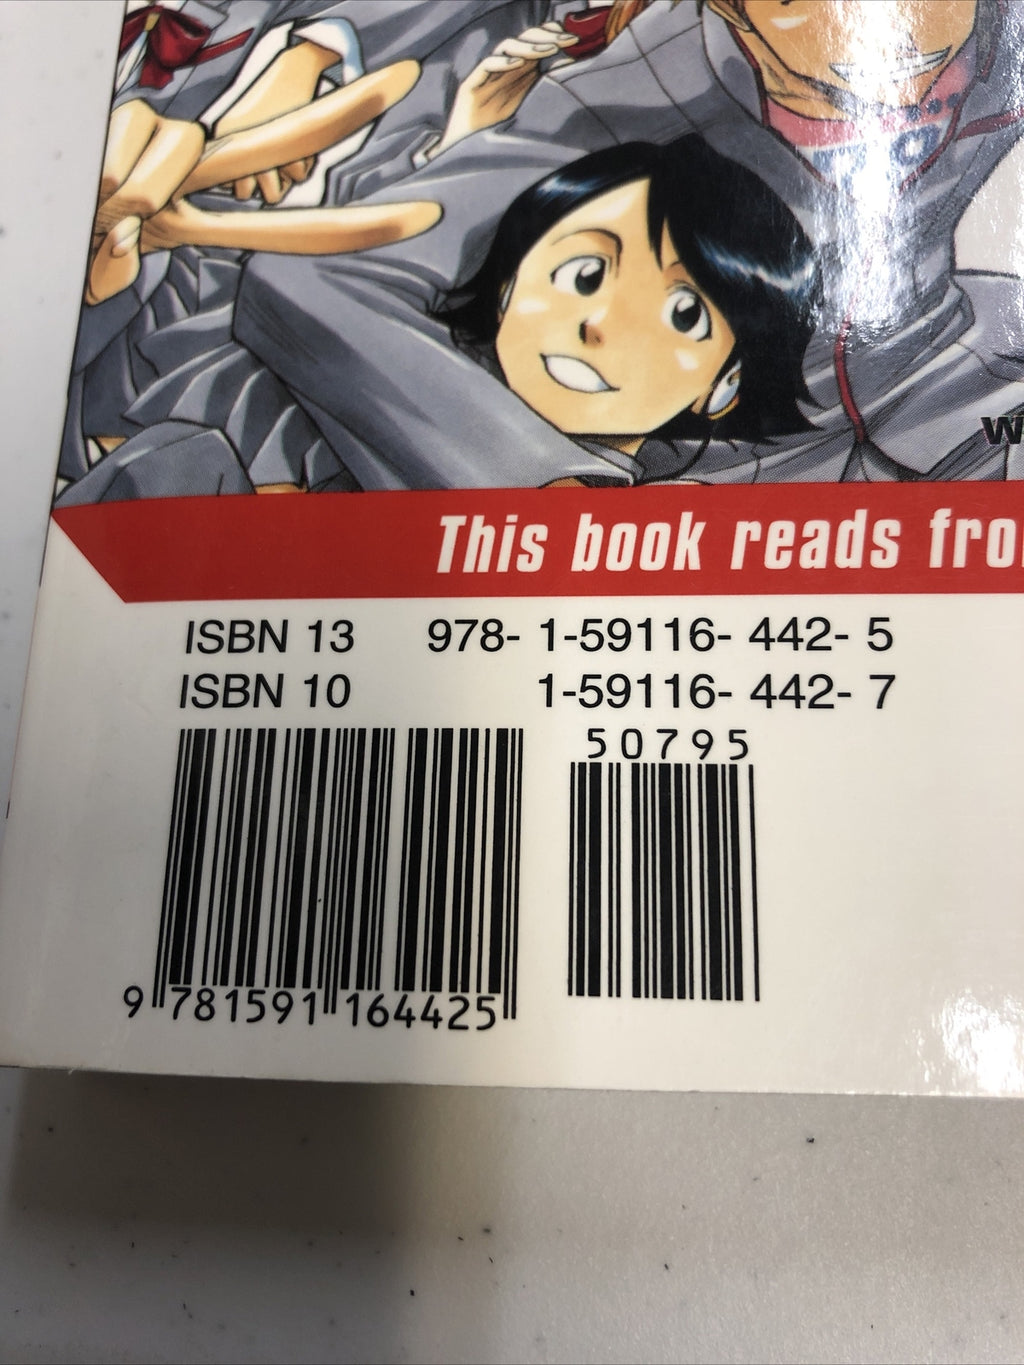 This book reads
ISBN 13 978- 1-59116- 442- 5
ISBN 10 1-59116- 442- 7
50795
9 781591 164425